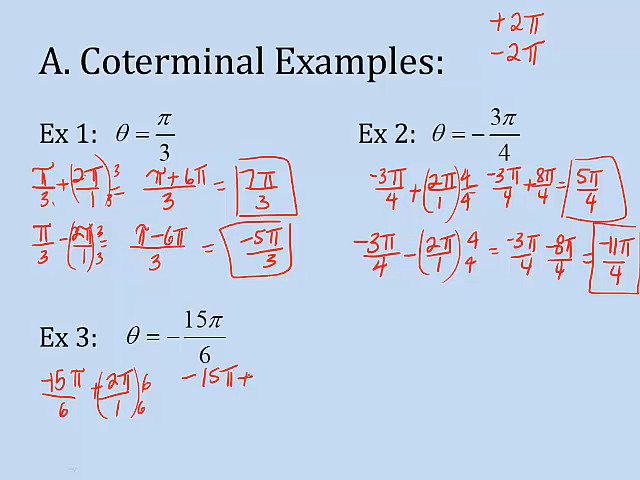 +2π
-2π
A. Coterminal Examples:
Ex 1: θ = π/3
π/3 + (2π/1) 3/3 = (π+6π)/3 = 7π/3
π/3 - (2π/1) 3/3 = (π-6π)/3 = -5π/3
Ex 2: θ = -3π/4
-3π/4 + (2π/1) 4/4 -3π/4 + 8π/4 = 5π/4
-3π/4 - (2π/1) 4/4 = -3π/4 - 8π/4 = -11π/4
Ex 3: θ = -15π/6
-15π/6 + (2π/1) 6/6 -15π+